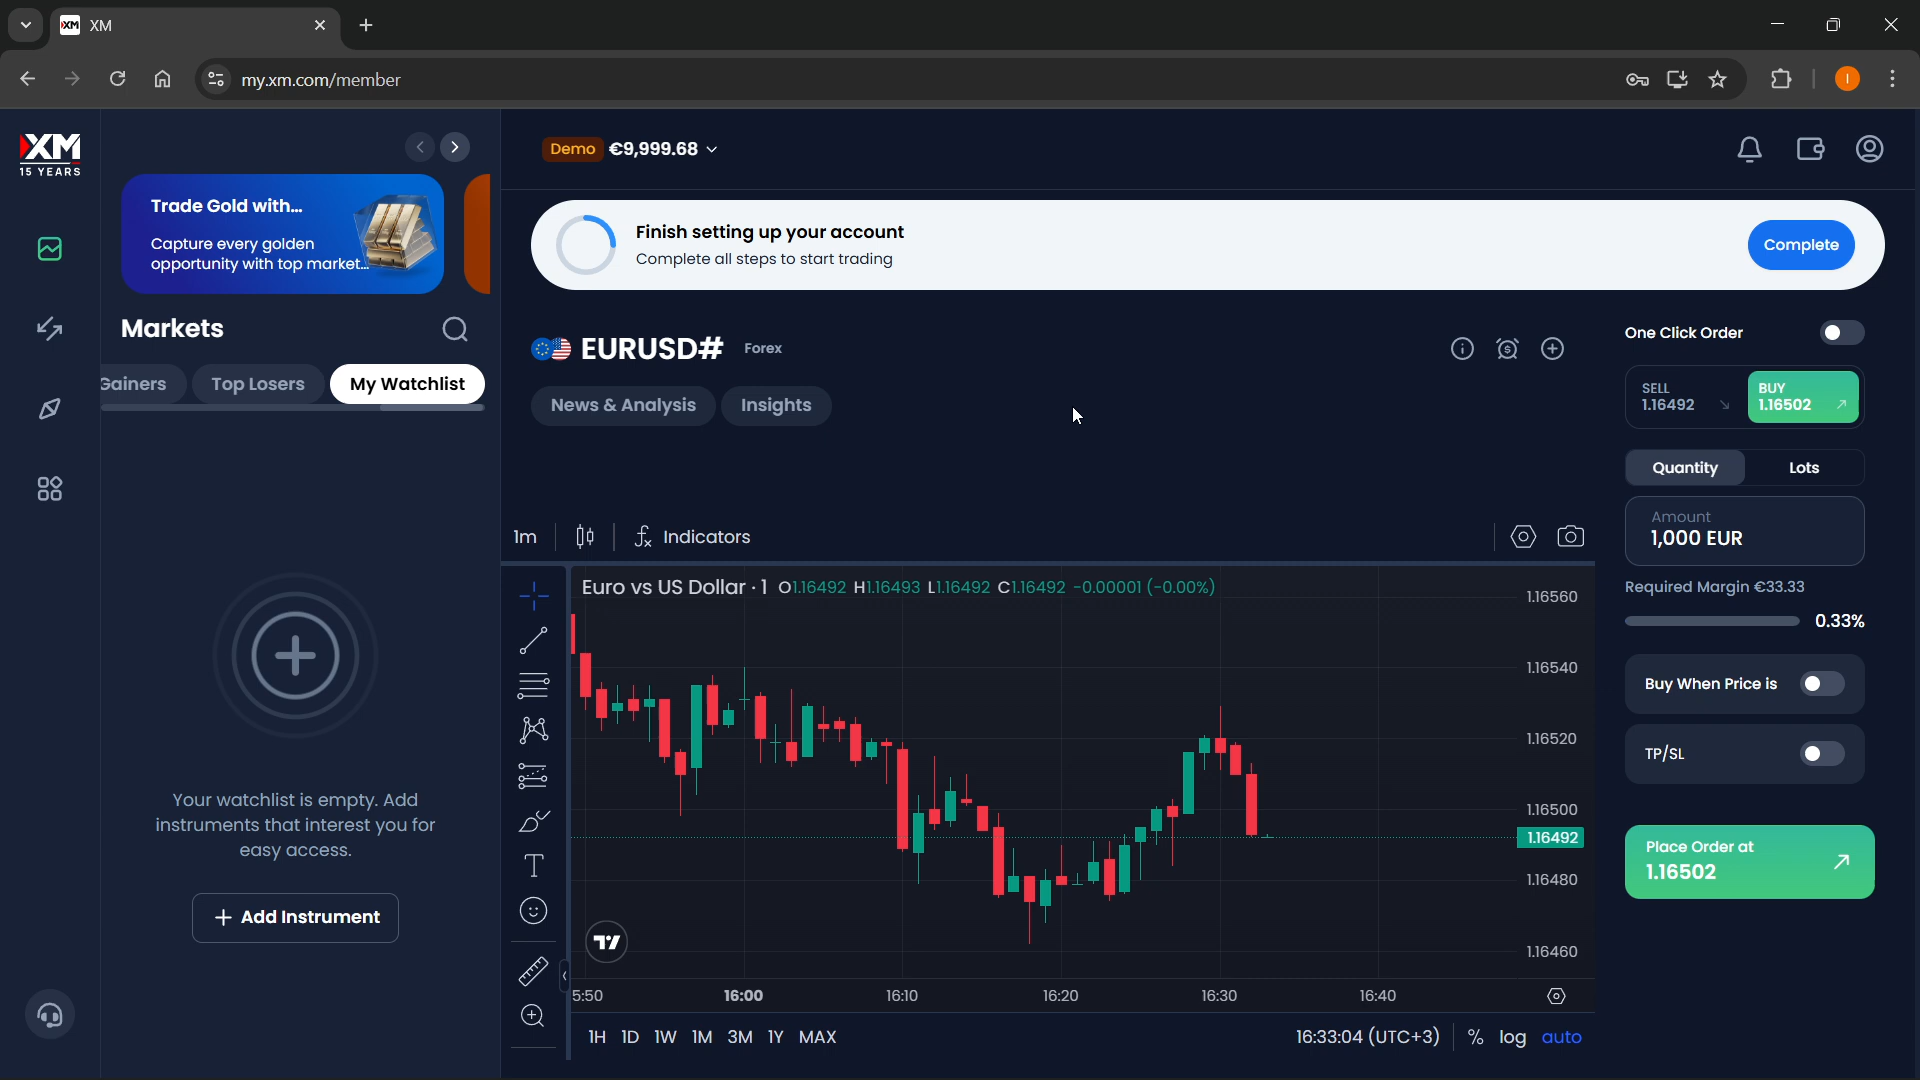 XM
my.xm.com/member
I
XM
15 YEARS
Trade Gold with...
Capture every golden
opportunity with top market...
Markets
Gainers
Top Losers
My Watchlist
Your watchlist is empty. Add
instruments that interest you for
easy access.
+ Add Instrument
Demo €9,999.68
Finish setting up your account
Complete all steps to start trading
Complete
EURUSD# Forex
News & Analysis
Insights
1m
Indicators
Euro vs US Dollar · 1 O1.16492 H1.16493 L1.16492 C1.16492 -0.00001 (-0.00%)
1.16560
1.16540
1.16520
1.16500
1.16492
1.16480
1.16460
5:50 16:00 16:10 16:20 16:30 16:40
1H 1D 1W 1M 3M 1Y MAX
16:33:04 (UTC+3) % log auto
One Click Order
SELL
1.16492
BUY
1.16502
Quantity
Lots
Amount
1,000 EUR
Required Margin €33.33
0.33%
Buy When Price is
TP/SL
Place Order at
1.16502